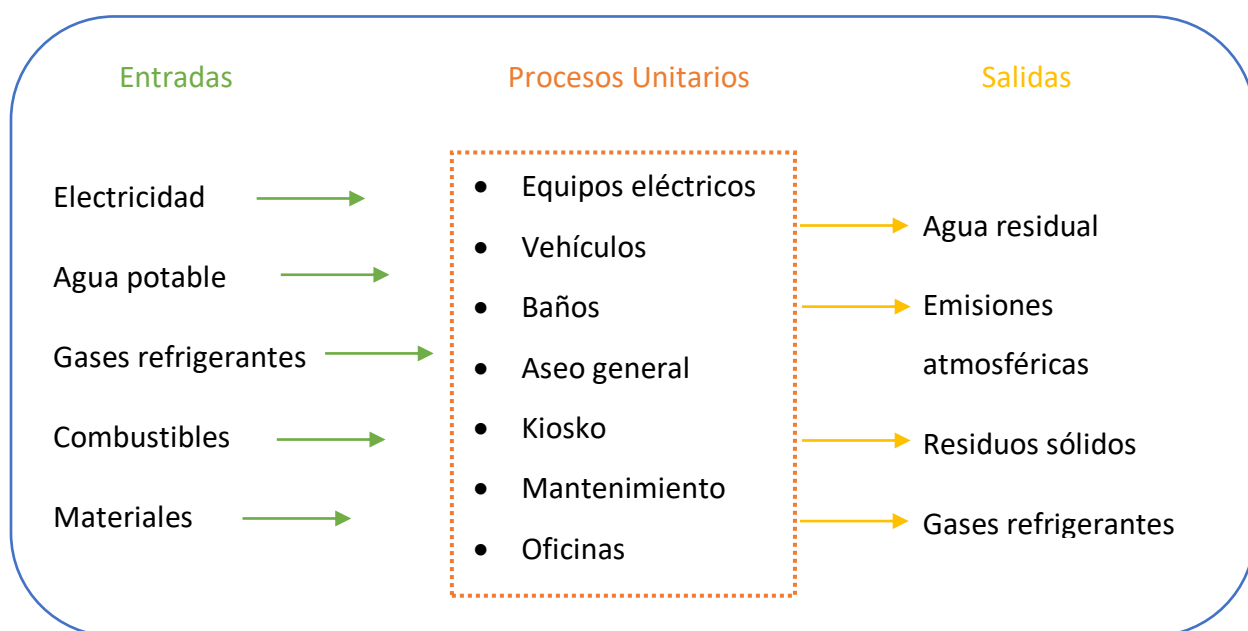 Entradas
Procesos Unitarios
Salidas
Electricidad
Agua potable
Gases refrigerantes
Combustibles
Materiales
Equipos eléctricos
Vehículos
Baños
Aseo general
Kiosko
Mantenimiento
Oficinas
Agua residual
Emisiones
atmosféricas
Residuos sólidos
Gases refrigerantes